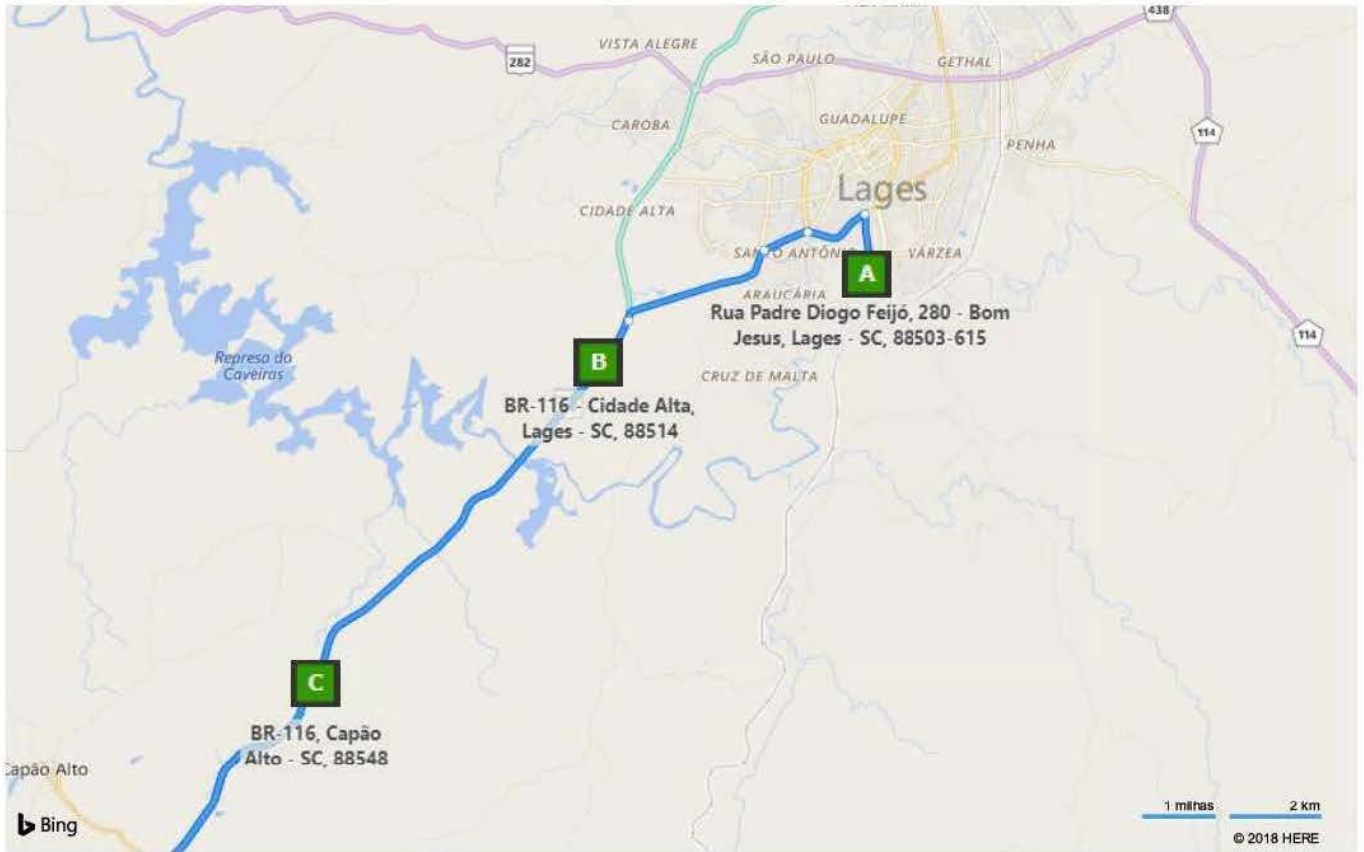 438
VISTA ALEGRE
282
SÃO PAULO
GETHAL
CAROBA
GUADALUPE
114
PENHA
Lages
CIDADE ALTA
SANTO ANTÔNIO
VÁRZEA
A
ARAUCÁRIA
Rua Padre Diogo Feijó, 280 - Bom
Jesus, Lages - SC, 88503-615
114
Represa do
Caveiras
B
CRUZ DE MALTA
BR-116 - Cidade Alta,
Lages - SC, 88514
C
BR-116, Capão
Alto - SC, 88548
Capão Alto
Bing
1 milhas
2 km
© 2018 HERE